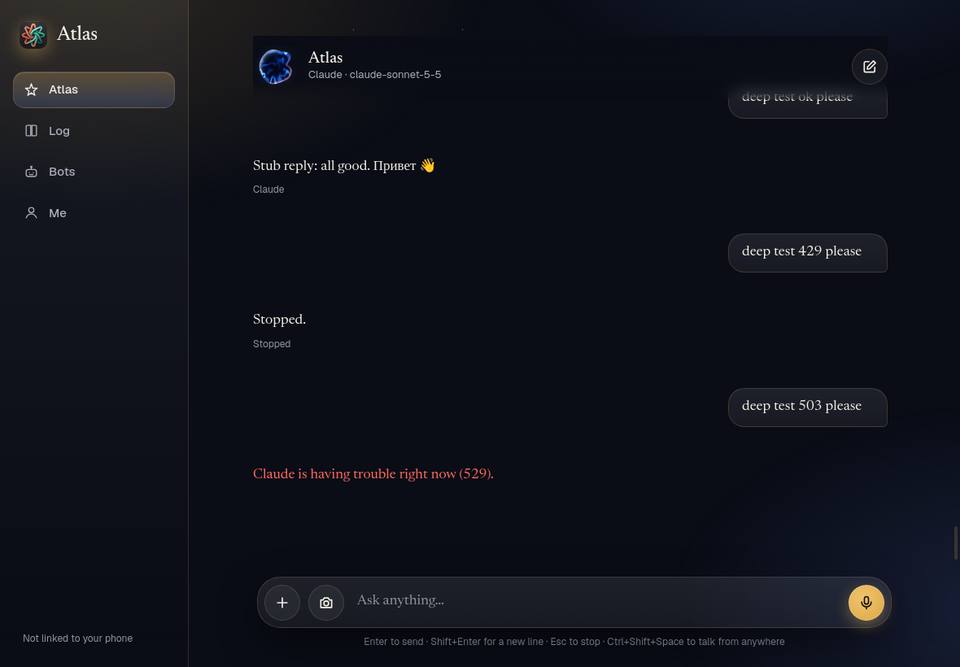 Atlas
Atlas
Log
Bots
Me
Not linked to your phone
Atlas
Claude · claude-sonnet-5-5
deep test ok please
Stub reply: all good. Привет 👋
Claude
deep test 429 please
Stopped.
Stopped
deep test 503 please
Claude is having trouble right now (529).
Ask anything...
Enter to send · Shift+Enter for a new line · Esc to stop · Ctrl+Shift+Space to talk from anywhere